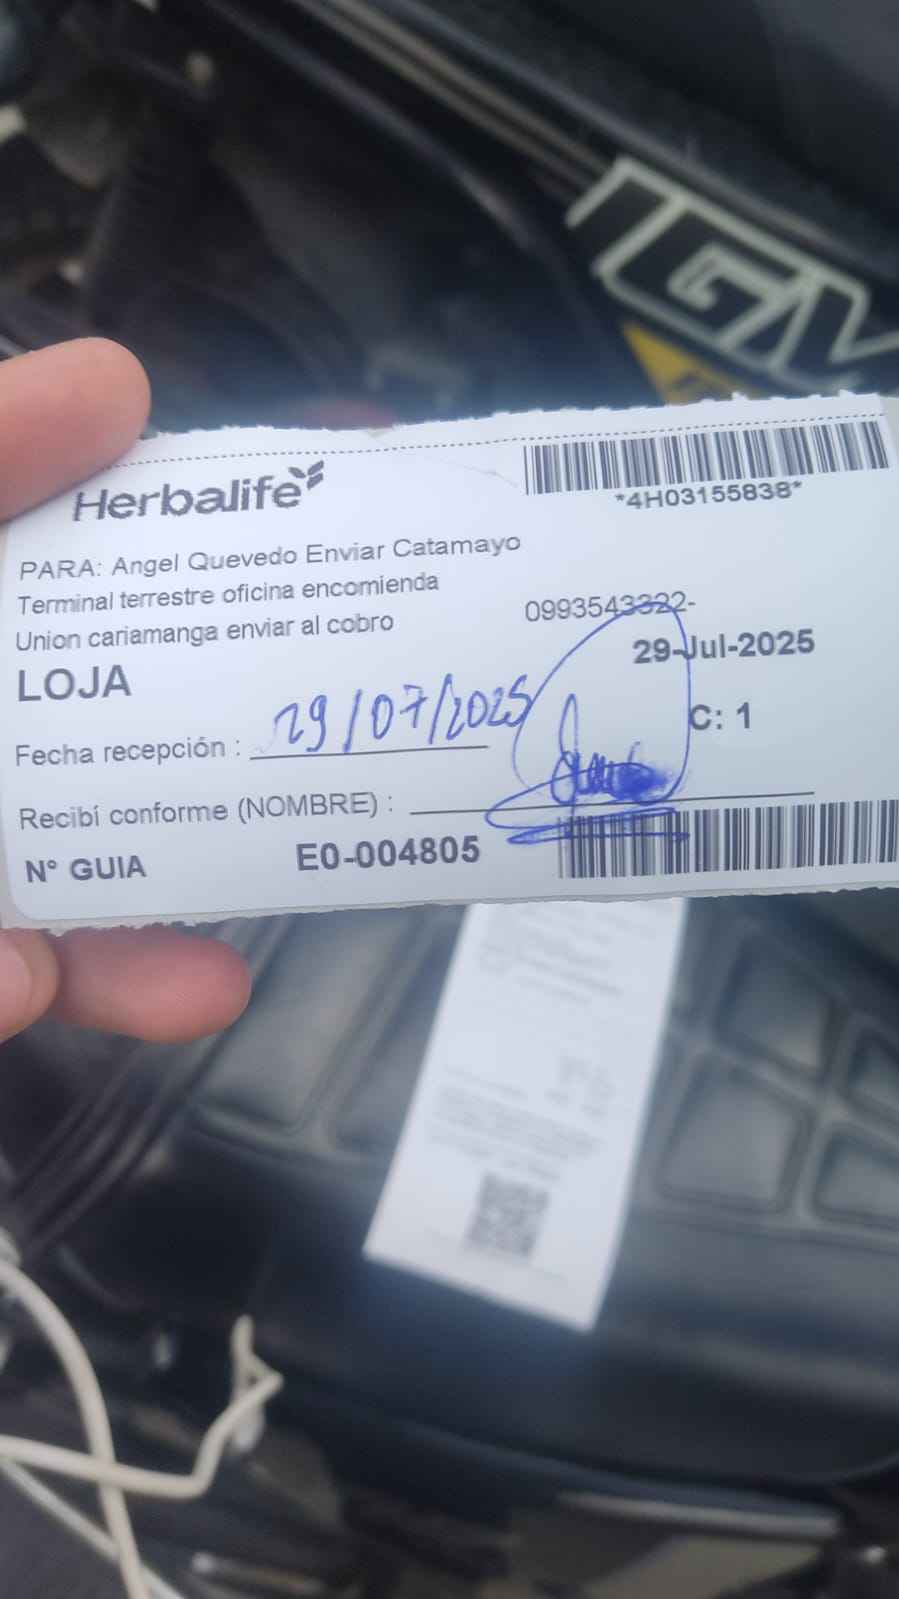 IGM
Herbalife
*4H03155838*
PARA: Angel Quevedo Enviar Catamayo
Terminal terrestre oficina encomienda
Union cariamanga enviar al cobro
0993543322-
LOJA
29-Jul-2025
Fecha recepción : 29/07/2025
C: 1
Recibí conforme (NOMBRE) :
N° GUIA E0-004805